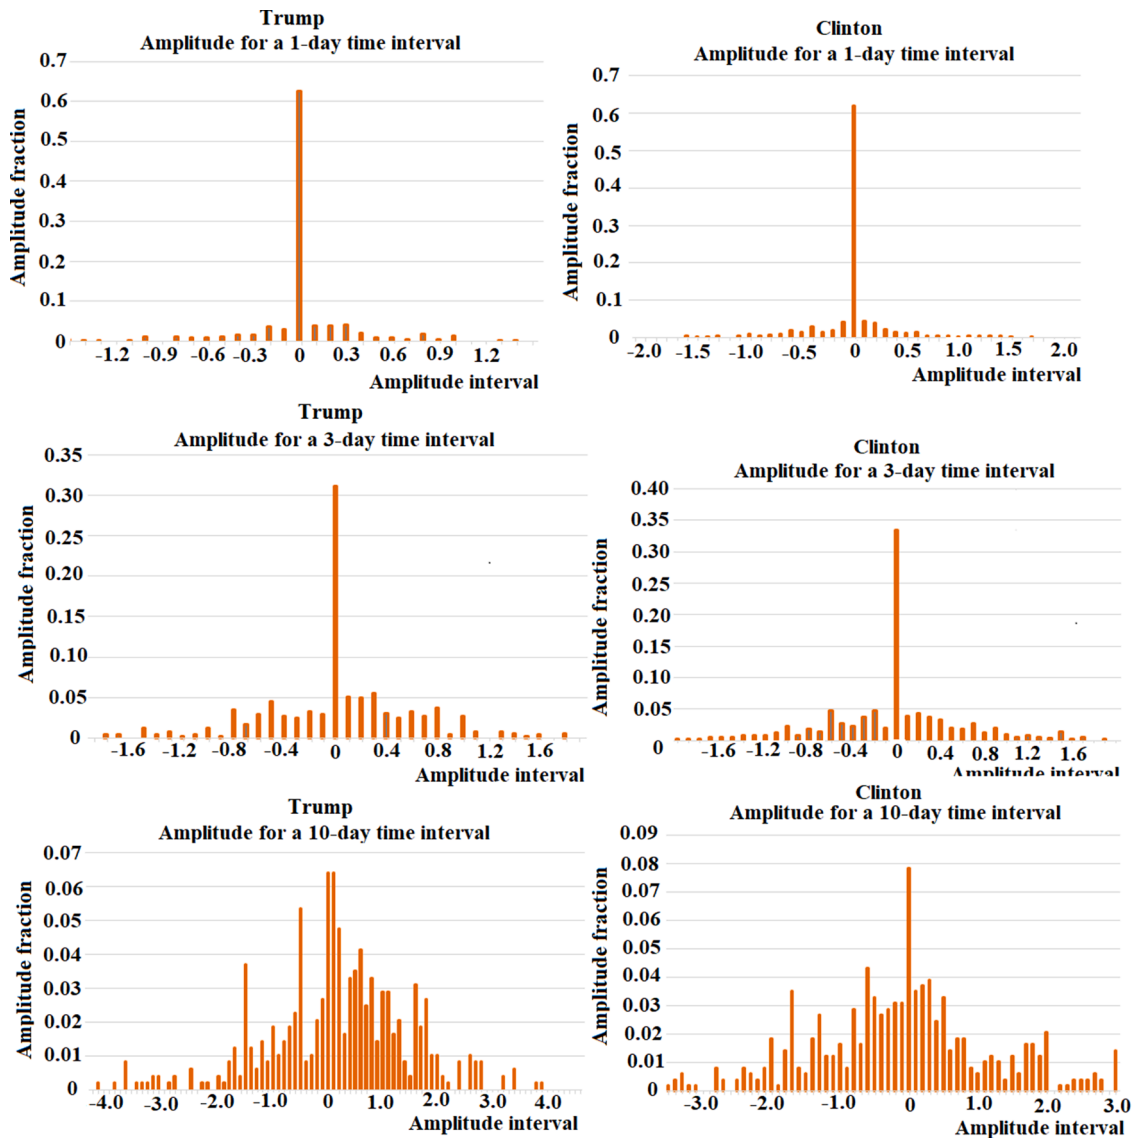 Trump
Amplitude for a 1-day time interval
0.7
0.6
0.5
0.4
0.3
0.2
0.1
0
Amplitude fraction
-1.2 -0.9 -0.6 -0.3 0 0.3 0.6 0.9 1.2
Amplitude interval
Clinton
Amplitude for a 1-day time interval
0.7
0.6
0.5
0.4
0.3
0.2
0.1
0
Amplitude fraction
-2.0 -1.5 -1.0 -0.5 0 0.5 1.0 1.5 2.0
Amplitude interval
Trump
Amplitude for a 3-day time interval
0.35
0.30
0.25
0.20
0.15
0.10
0.05
0
Amplitude fraction
-1.6 -1.2 -0.8 -0.4 0 0.4 0.8 1.2 1.6
Amplitude interval
Clinton
Amplitude for a 3-day time interval
0.40
0.35
0.30
0.25
0.20
0.15
0.10
0.05
0
Amplitude fraction
-1.6 -1.2 -0.8 -0.4 0 0.4 0.8 1.2 1.6
Amplitude interval
Trump
Amplitude for a 10-day time interval
0.07
0.06
0.05
0.04
0.03
0.02
0.01
0
Amplitude fraction
-4.0 -3.0 -2.0 -1.0 0 1.0 2.0 3.0 4.0
Amplitude interval
Clinton
Amplitude for a 10-day time interval
0.09
0.08
0.07
0.06
0.05
0.04
0.03
0.02
0.01
0
Amplitude fraction
-3.0 -2.0 -1.0 0 1.0 2.0 3.0
Amplitude interval